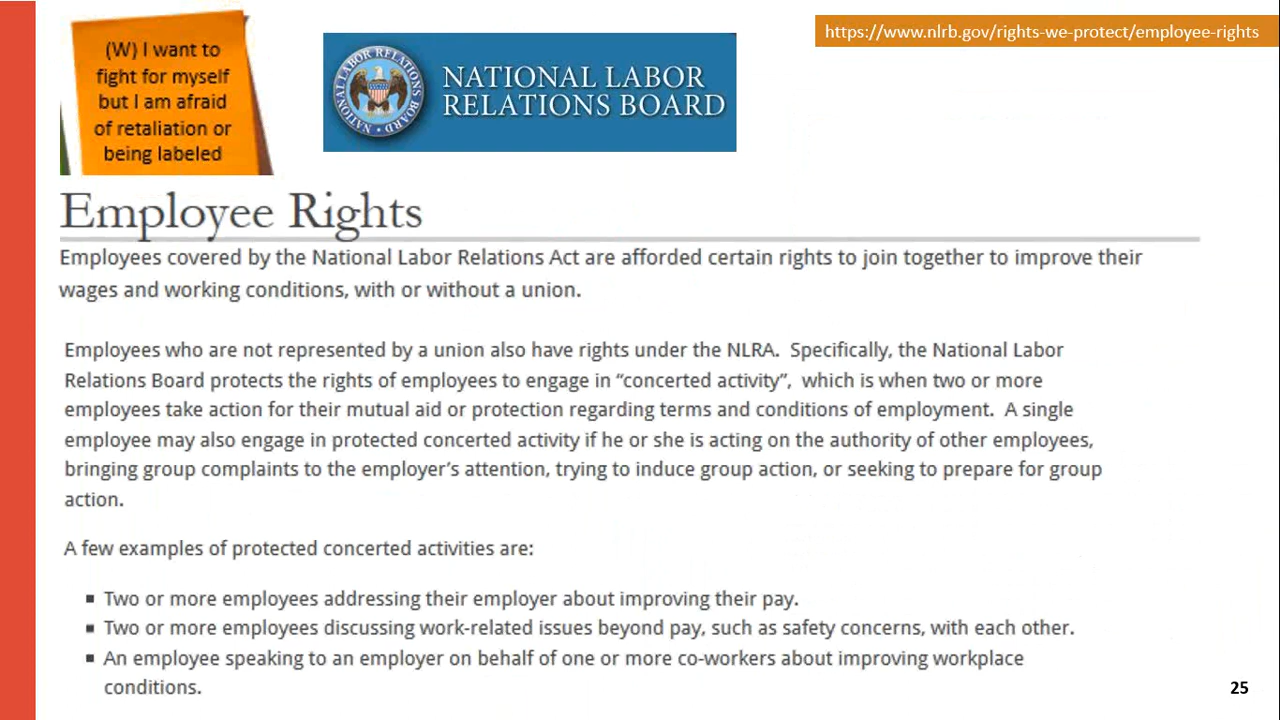 (W) I want to
fight for myself
but I am afraid
of retaliation or
being labeled
NATIONAL LABOR RELATIONS BOARD
NATIONAL LABOR
RELATIONS BOARD
https://www.nlrb.gov/rights-we-protect/employee-rights
Employee Rights
Employees covered by the National Labor Relations Act are afforded certain rights to join together to improve their
wages and working conditions, with or without a union.
Employees who are not represented by a union also have rights under the NLRA.  Specifically, the National Labor
Relations Board protects the rights of employees to engage in “concerted activity”,  which is when two or more
employees take action for their mutual aid or protection regarding terms and conditions of employment.  A single
employee may also engage in protected concerted activity if he or she is acting on the authority of other employees,
bringing group complaints to the employer’s attention, trying to induce group action, or seeking to prepare for group
action.
A few examples of protected concerted activities are:
▪ Two or more employees addressing their employer about improving their pay.
▪ Two or more employees discussing work-related issues beyond pay, such as safety concerns, with each other.
▪ An employee speaking to an employer on behalf of one or more co-workers about improving workplace
conditions.
25